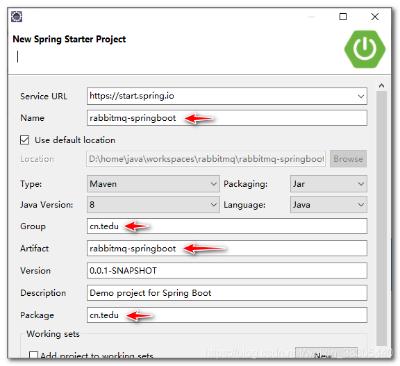 New Spring Starter Project
Service URL https://start.spring.io
Name rabbitmq-springboot
Use default location
Location D:\home\java\workspaces\rabbitmq\rabbitmq-springboot Browse
Type: Maven Packaging: Jar
Java Version: 8 Language: Java
Group cn.tedu
Artifact rabbitmq-springboot
Version 0.0.1-SNAPSHOT
Description Demo project for Spring Boot
Package cn.tedu
Working sets
Add project to working sets New...